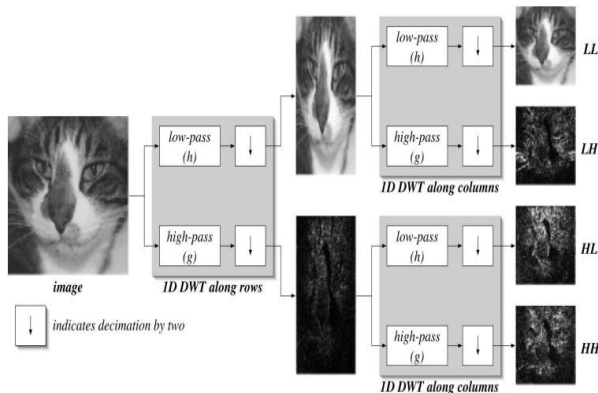 low-pass
(h)
LL
high-pass
(g)
LH
1D DWT along columns
low-pass
(h)
high-pass
(g)
image
1D DWT along rows
indicates decimation by two
low-pass
(h)
HL
high-pass
(g)
HH
1D DWT along columns